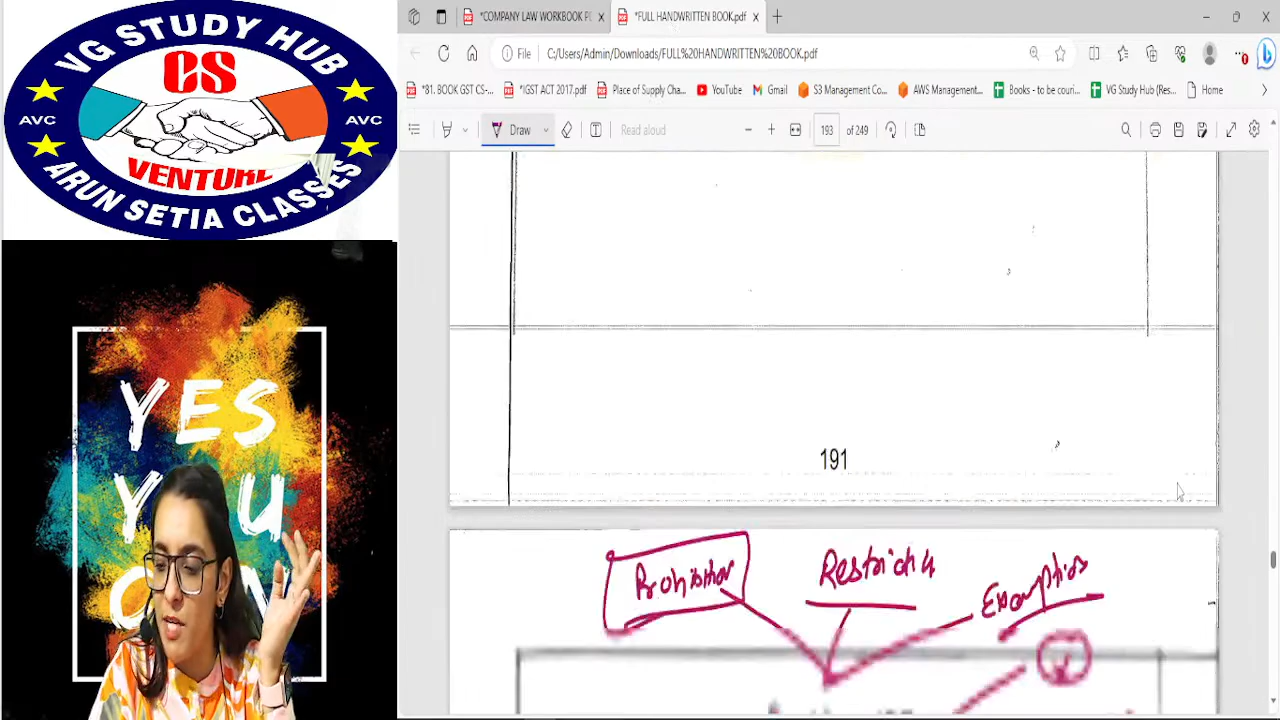 VG STUDY HUB
CS
AVC
AVC
VENTURE
ARUN SETIA CLASSES
YES
YOU
*COMPANY LAW WORKBOOK P
*FULL HANDWRITTEN BOOK.pdf
File
C:/Users/Admin/Downloads/FULL%20HANDWRITTEN%20BOOK.pdf
*81. BOOK GST CS-...
*IGST ACT 2017.pdf
Place of Supply Cha...
YouTube
Gmail
S3 Management Co...
AWS Management...
Books - to be souri...
VG Study Hub (Res...
Home
Draw
Read aloud
193
of 249
191
Prohibition
Exemption